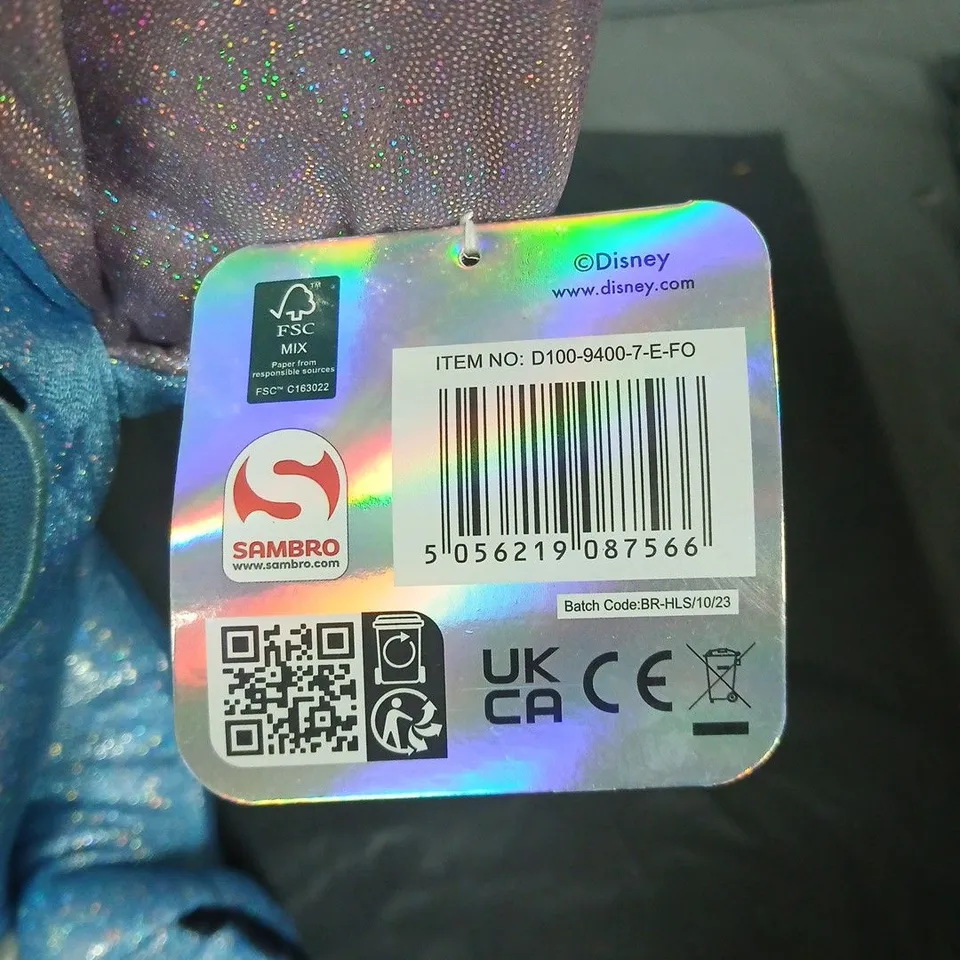 ©Disney
www.disney.com
FSC™
MIX
Paper from
responsible sources
FSC™ C163022
ITEM NO: D100-9400-7-E-FO
5 056219 087566
SAMBRO
www.sambro.com
Batch Code:BR-HLS/10/23
UK
CA
CE